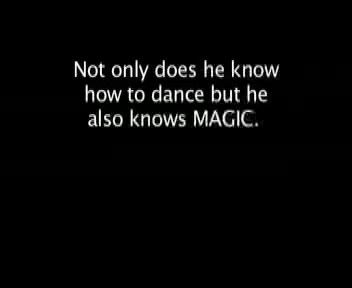 Not only does he know
how to dance but he
also knows MAGIC.